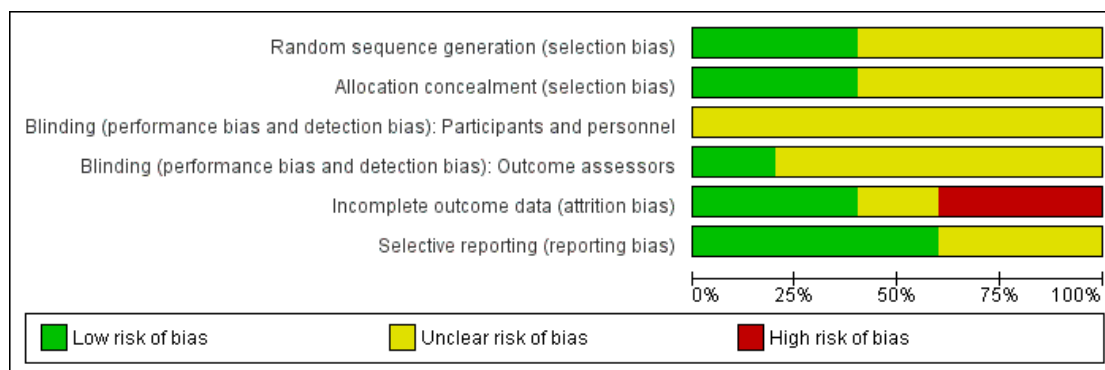 Random sequence generation (selection bias)
Allocation concealment (selection bias)
Blinding (performance bias and detection bias): Participants and personnel
Blinding (performance bias and detection bias): Outcome assessors
Incomplete outcome data (attrition bias)
Selective reporting (reporting bias)
0% 25% 50% 75% 100%
Low risk of bias Unclear risk of bias High risk of bias